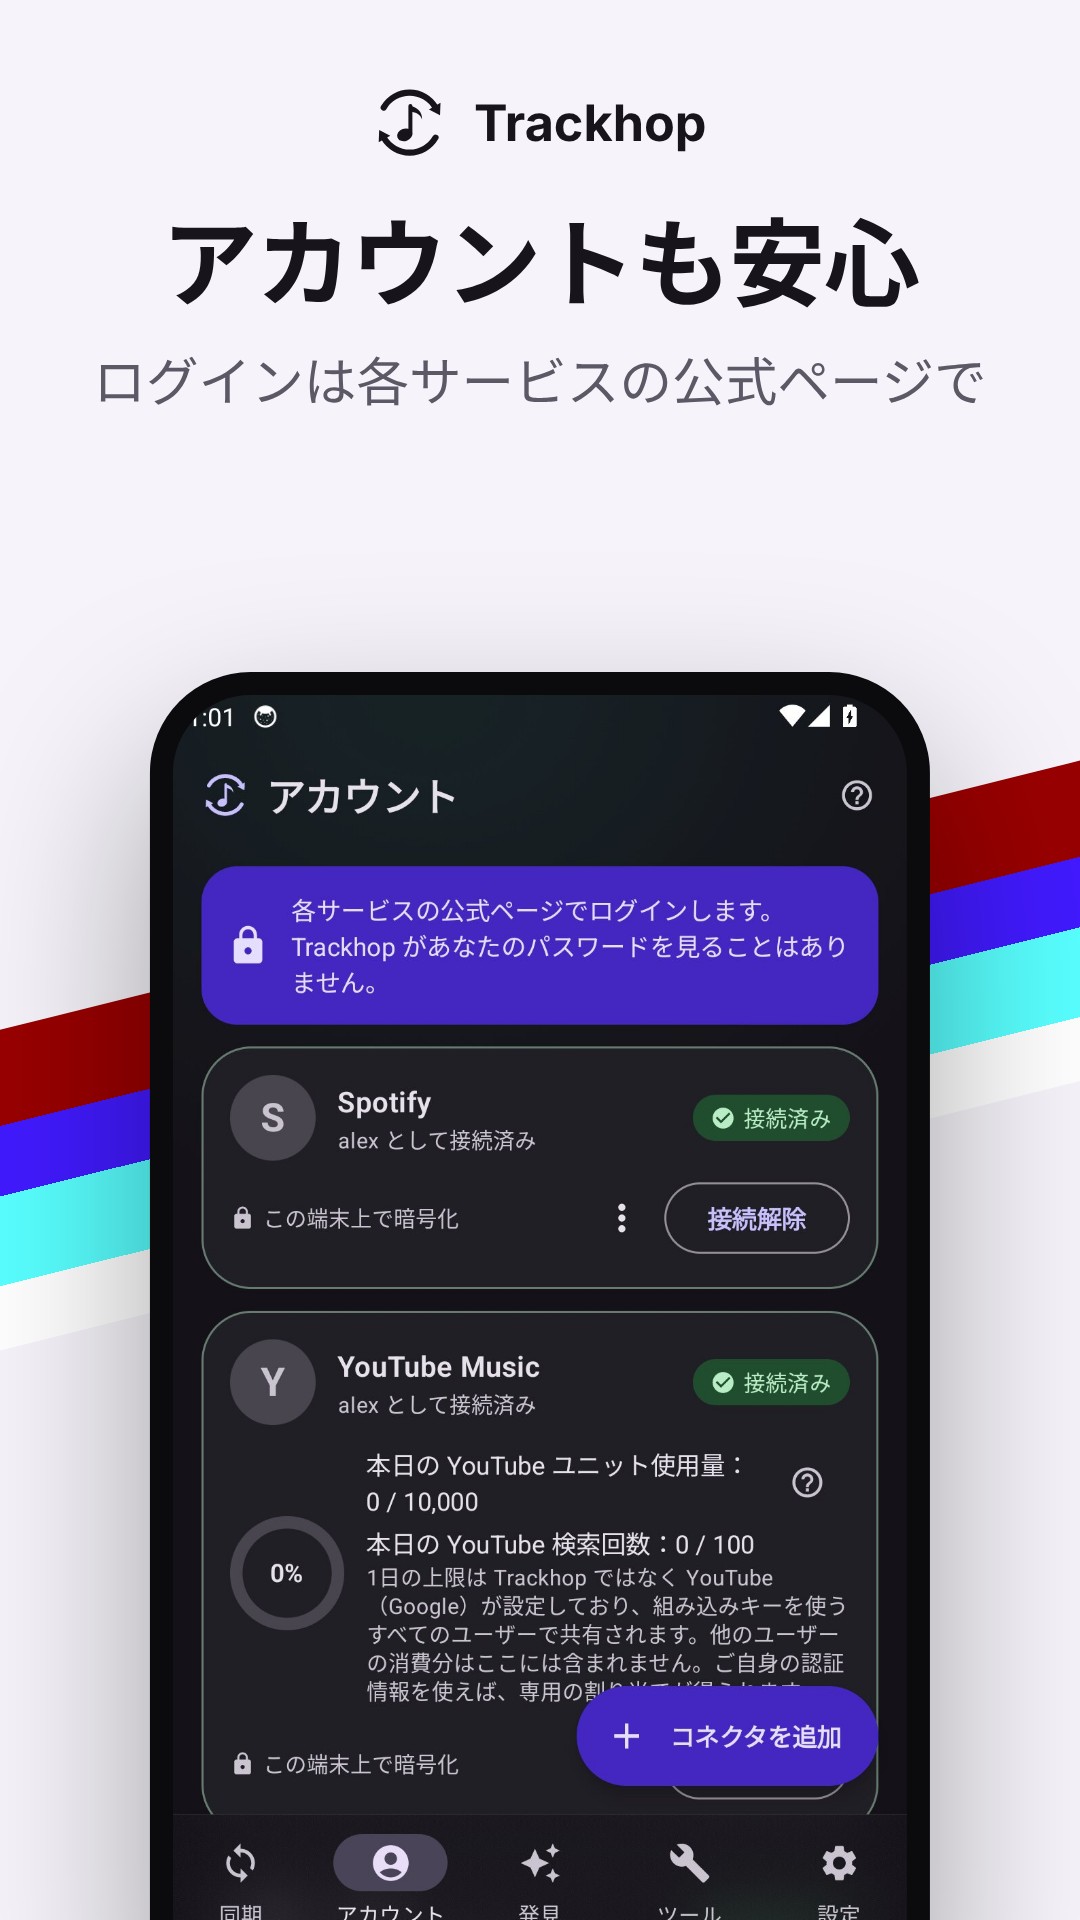 Trackhop
アカウントも安心
ログインは各サービスの公式ページで
:01
アカウント
各サービスの公式ページでログインします。
Trackhop があなたのパスワードを見ることはあり
ません。
S
Spotify
alex として接続済み
接続済み
この端末上で暗号化
接続解除
Y
YouTube Music
alex として接続済み
接続済み
本日の YouTube ユニット使用量：
0 / 10,000
本日の YouTube 検索回数：0 / 100
0%
1日の上限は Trackhop ではなく YouTube
（Google）が設定しており、組み込みキーを使う
すべてのユーザーで共有されます。他のユーザー
の消費分はここには含まれません。ご自身の認証
情報を使えば、専用の
コネクタを追加
この端末上で暗号化
同期
アカウント
発見
ツール
設定